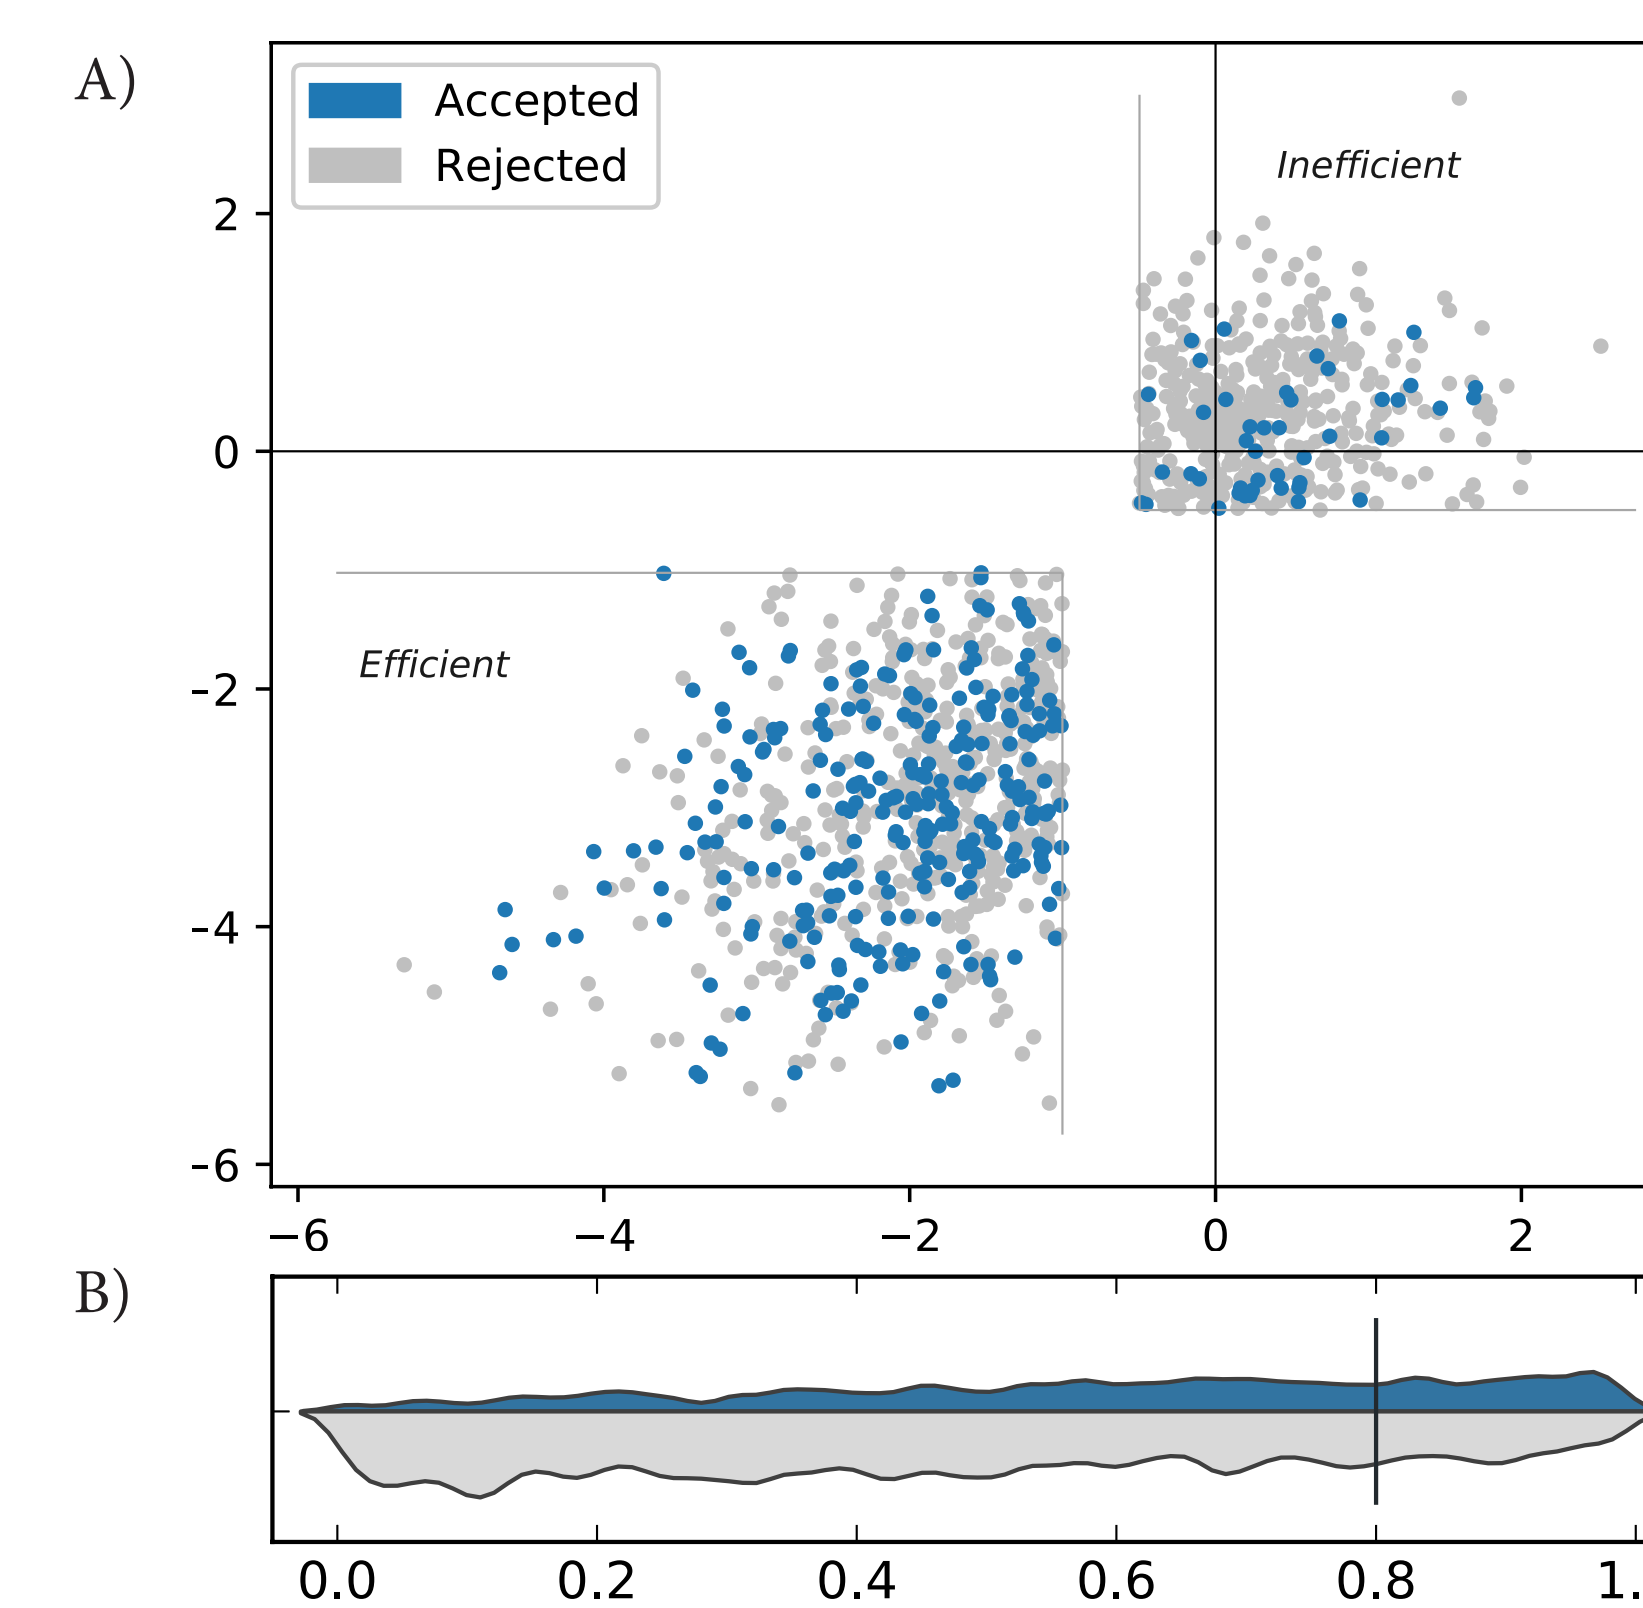 A)
Accepted
Rejected
Inefficient
2
0
Efficient
–2
–4
–6
−6 −4 −2 0 2
B)
0.0 0.2 0.4 0.6 0.8 1.